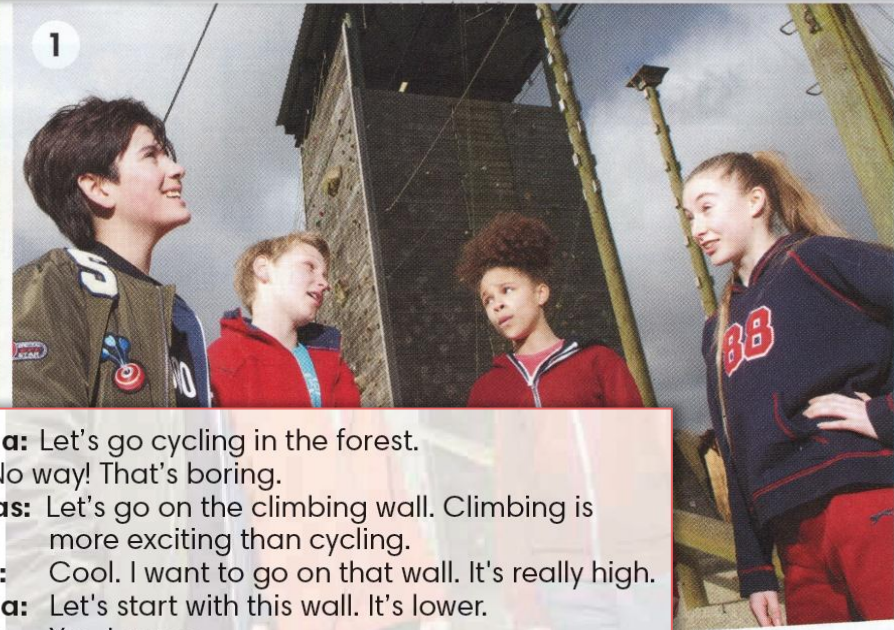 1
5
88
a: Let's go cycling in the forest.
No way! That's boring.
as: Let's go on the climbing wall. Climbing is
more exciting than cycling.
: Cool. I want to go on that wall. It's really high.
a: Let's start with this wall. It's lower.